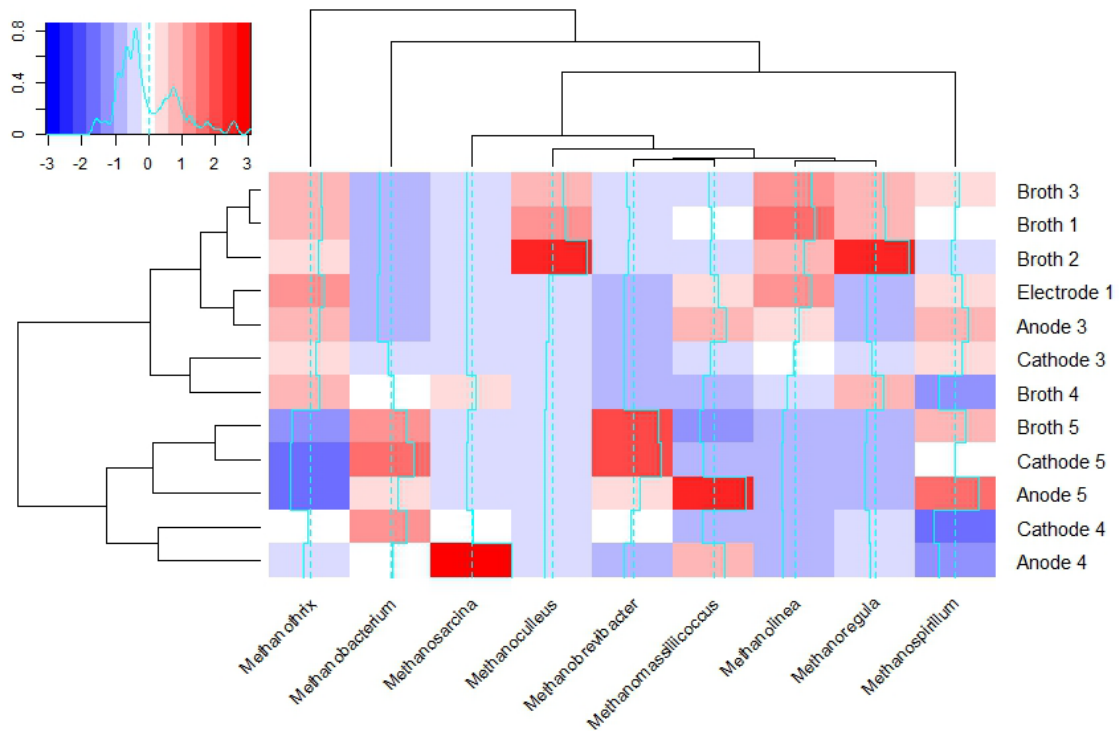 0.8
0.4
0
-3 -2 -1 0 1 2 3
Broth 3
Broth 1
Broth 2
Electrode 1
Anode 3
Cathode 3
Broth 4
Broth 5
Cathode 5
Anode 5
Cathode 4
Anode 4
Methanothrix
Methanobacterium
Methanosarcina
Methanoculleus
Methanobrevibacter
Methanomassiliicoccus
Methanolinea
Methanoregula
Methanospirillum